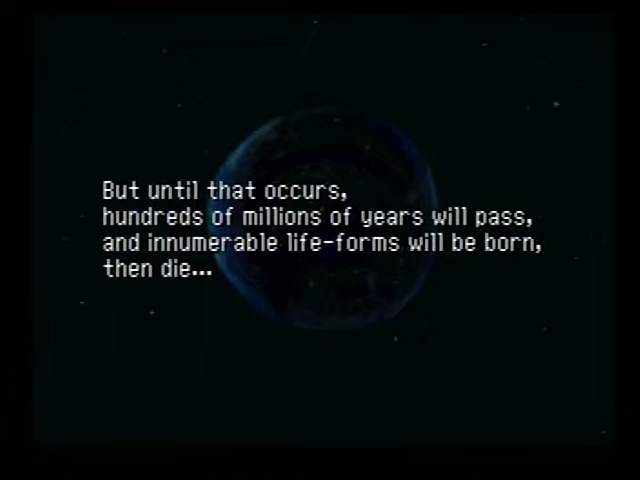 But until that occurs,
hundreds of millions of years will pass,
and innumerable life-forms will be born,
then die...